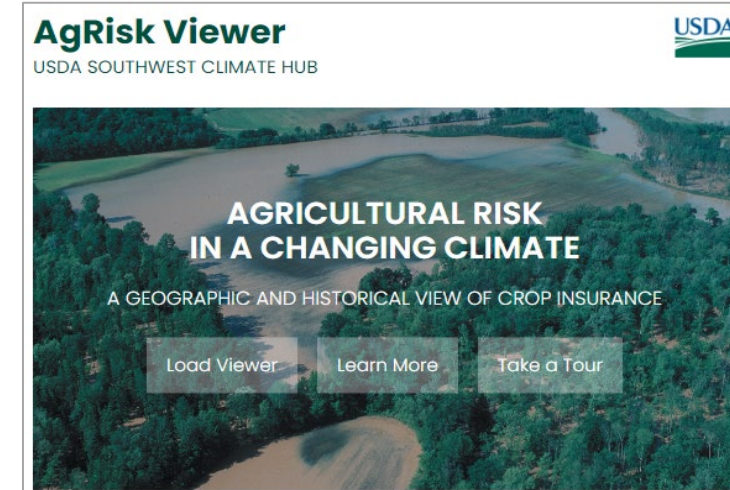 AgRisk Viewer
USDA SOUTHWEST CLIMATE HUB
USDA
AGRICULTURAL RISK
IN A CHANGING CLIMATE
A GEOGRAPHIC AND HISTORICAL VIEW OF CROP INSURANCE
Load Viewer
Learn More
Take a Tour